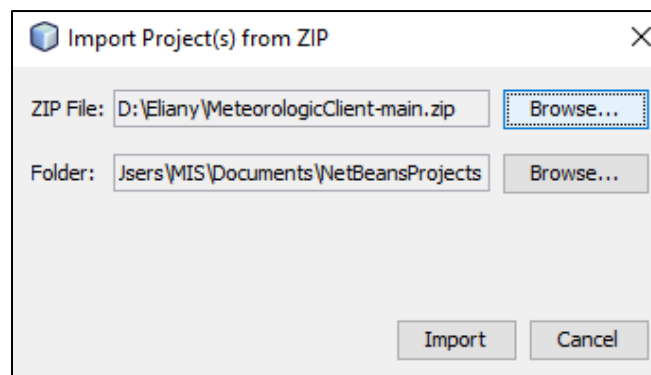 Import Project(s) from ZIP
ZIP File: D:\Eliany\MeteorologicClient-main.zip Browse...
Folder: Jsers\MIS\Documents\NetBeansProjects Browse...
Import Cancel